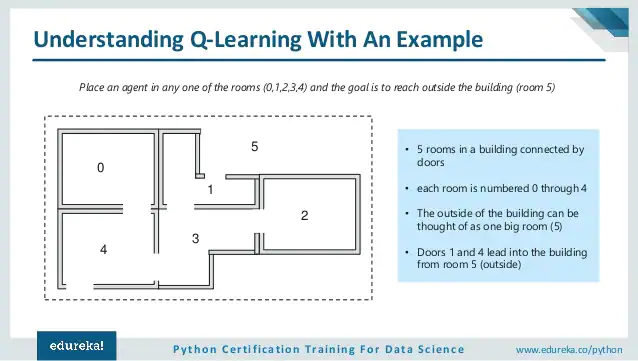 Understanding Q-Learning With An Example
Place an agent in any one of the rooms (0,1,2,3,4) and the goal is to reach outside the building (room 5)
0
5
1
2
3
4
• 5 rooms in a building connected by
doors
• each room is numbered 0 through 4
• The outside of the building can be
thought of as one big room (5)
• Doors 1 and 4 lead into the building
from room 5 (outside)
edureka!
Python Certification Training For Data Science
www.edureka.co/python